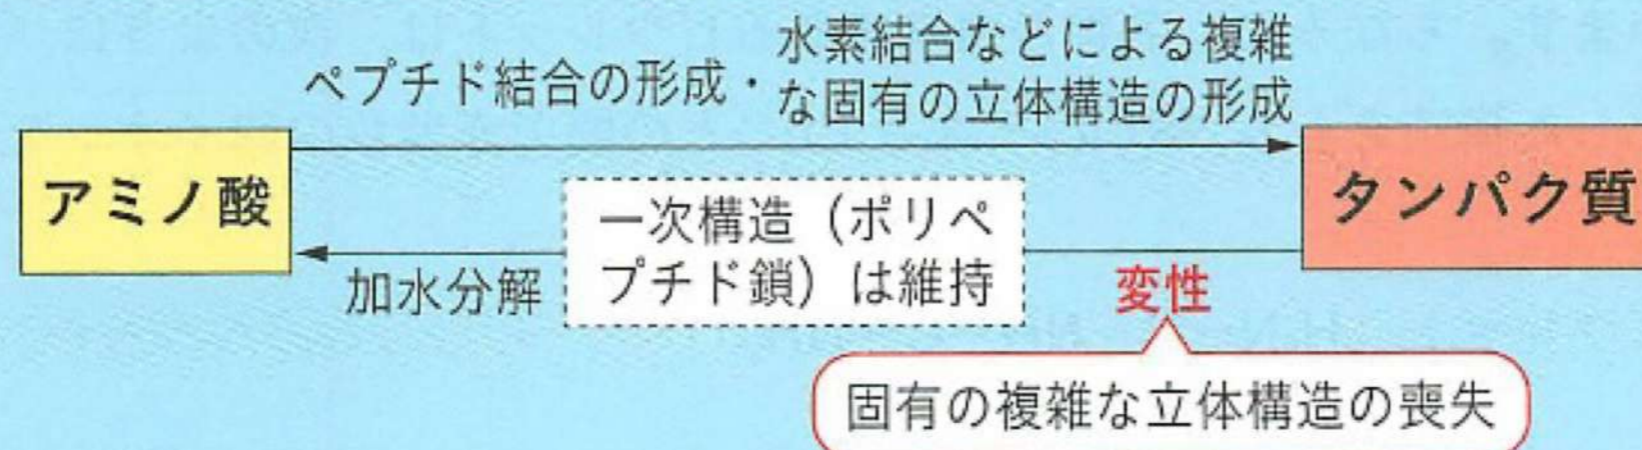 水素結合などによる複雑
ペプチド結合の形成・な固有の立体構造の形成
アミノ酸
タンパク質
一次構造（ポリペ
プチド鎖）は維持
加水分解
変性
固有の複雑な立体構造の喪失